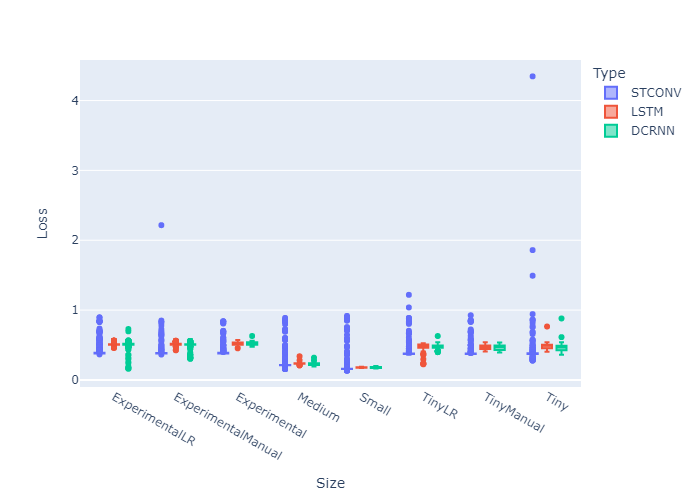 Type
STCONV
LSTM
DCRNN
Loss
4
3
2
1
0
ExperimentalLR
ExperimentalManual
Experimental
Medium
Small
TinyLR
TinyManual
Tiny
Size